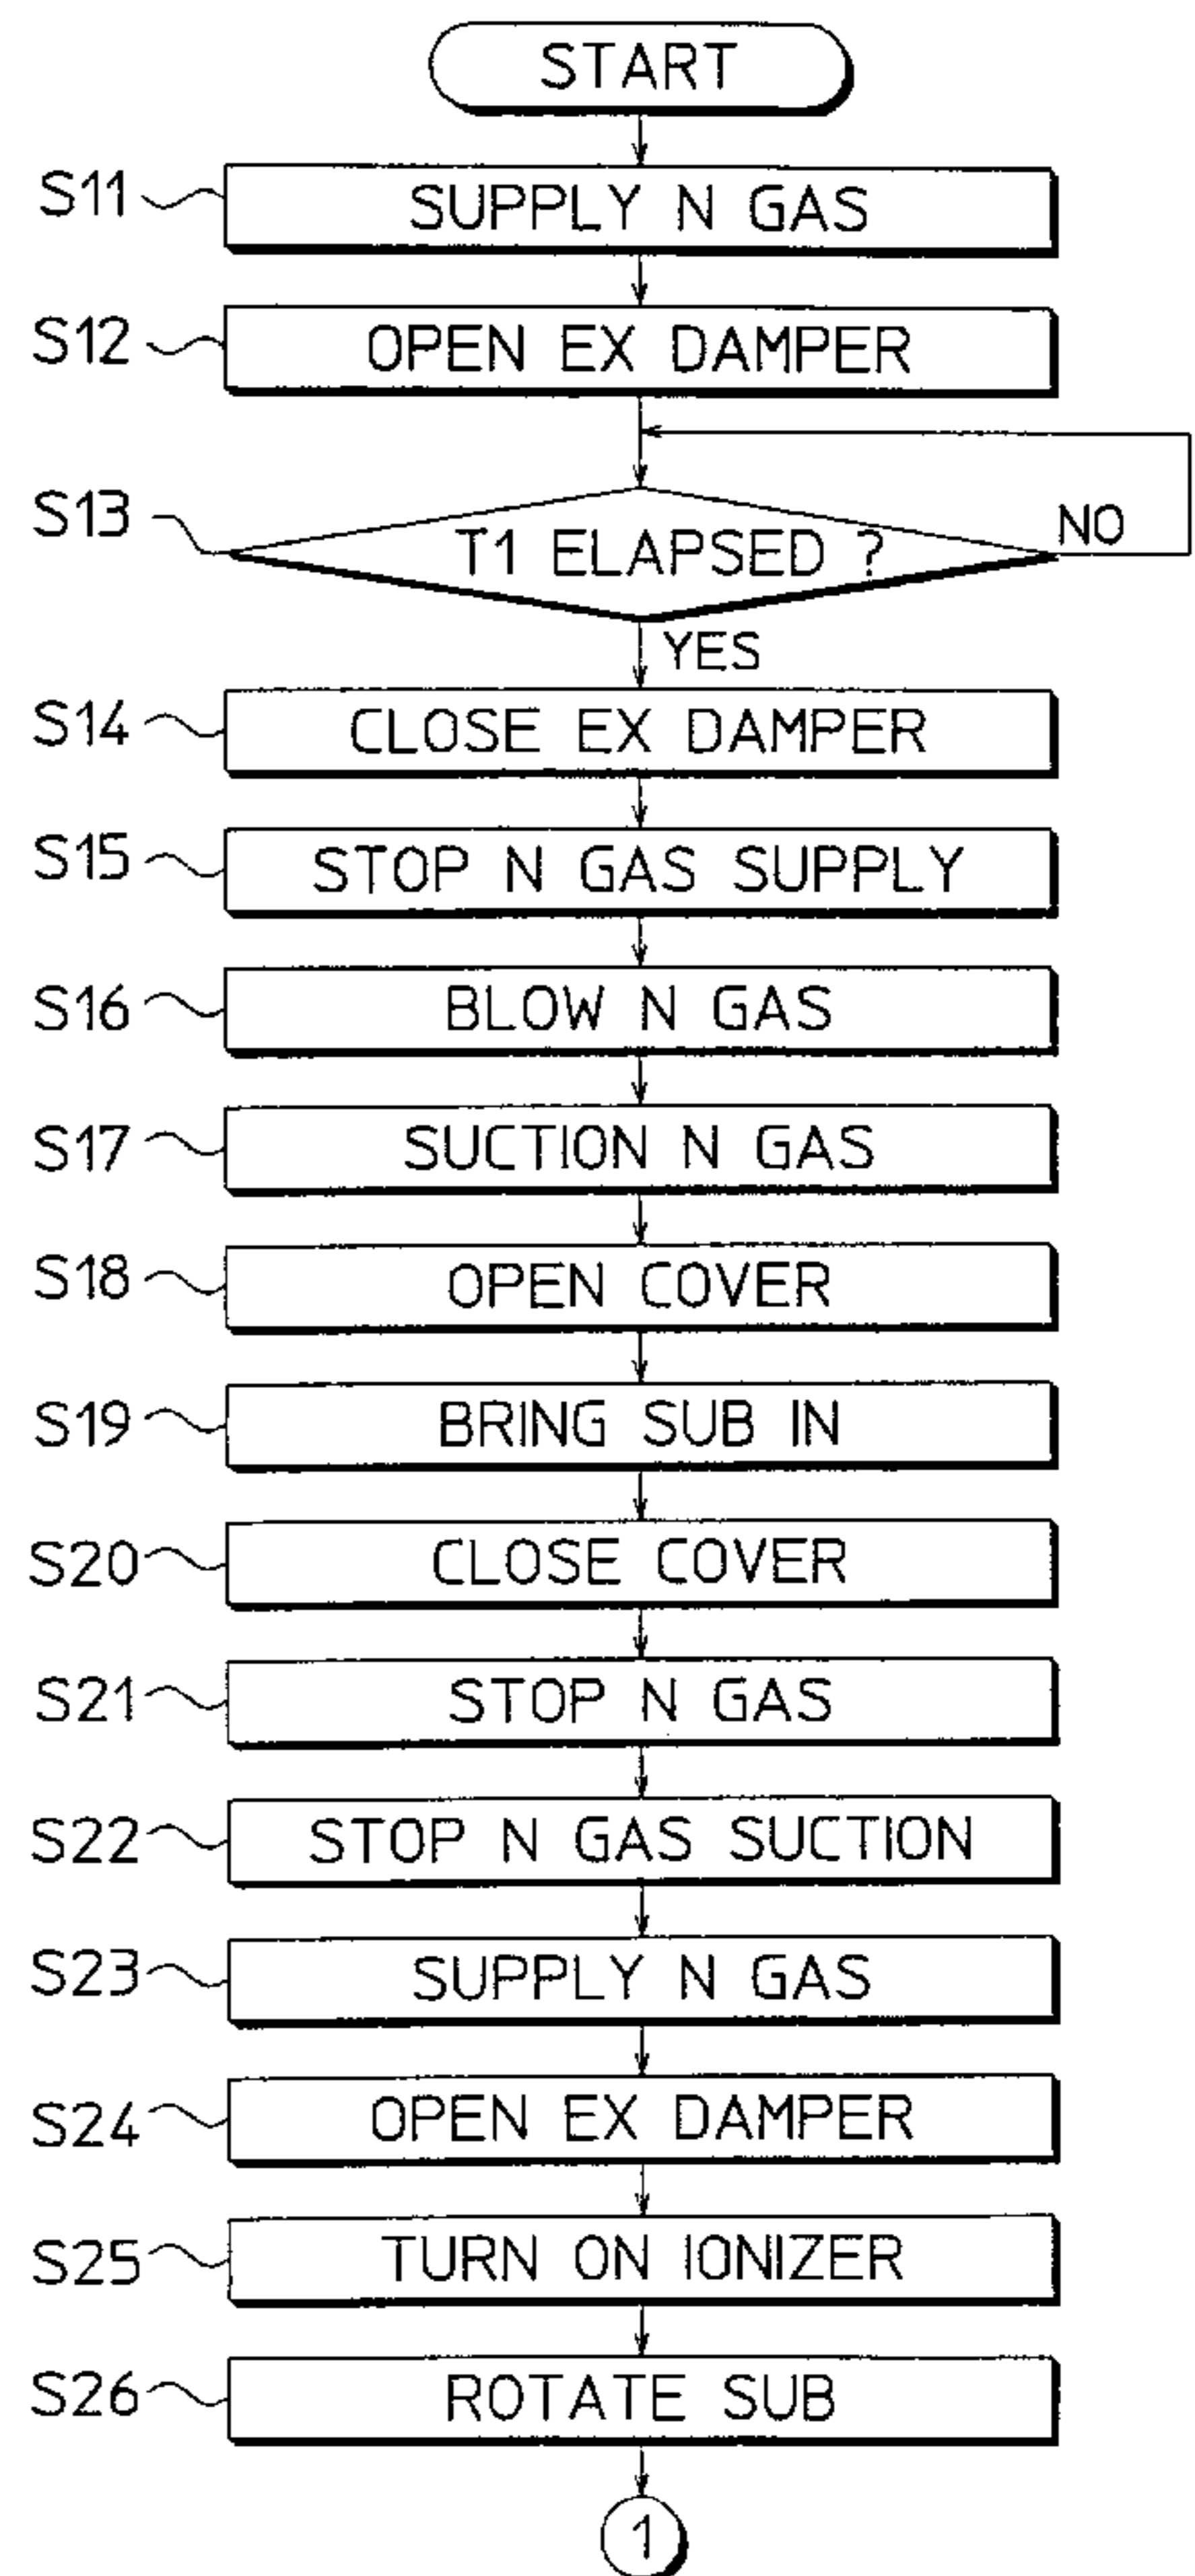 START
S11 SUPPLY N GAS
S12 OPEN EX DAMPER
S13 T1 ELAPSED ? NO
YES
S14 CLOSE EX DAMPER
S15 STOP N GAS SUPPLY
S16 BLOW N GAS
S17 SUCTION N GAS
S18 OPEN COVER
S19 BRING SUB IN
S20 CLOSE COVER
S21 STOP N GAS
S22 STOP N GAS SUCTION
S23 SUPPLY N GAS
S24 OPEN EX DAMPER
S25 TURN ON IONIZER
S26 ROTATE SUB
1